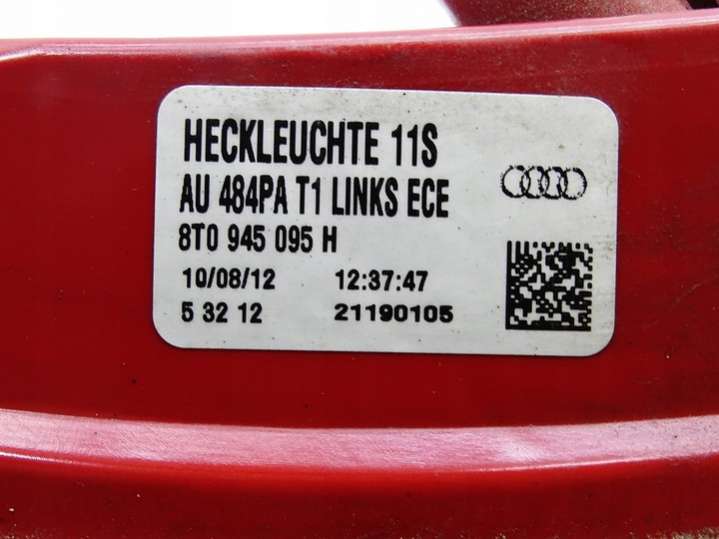 HECKLEUCHTE 11S
AU 484PA T1 LINKS ECE
8T0 945 095 H
10/08/12 12:37:47
5 32 12 21190105